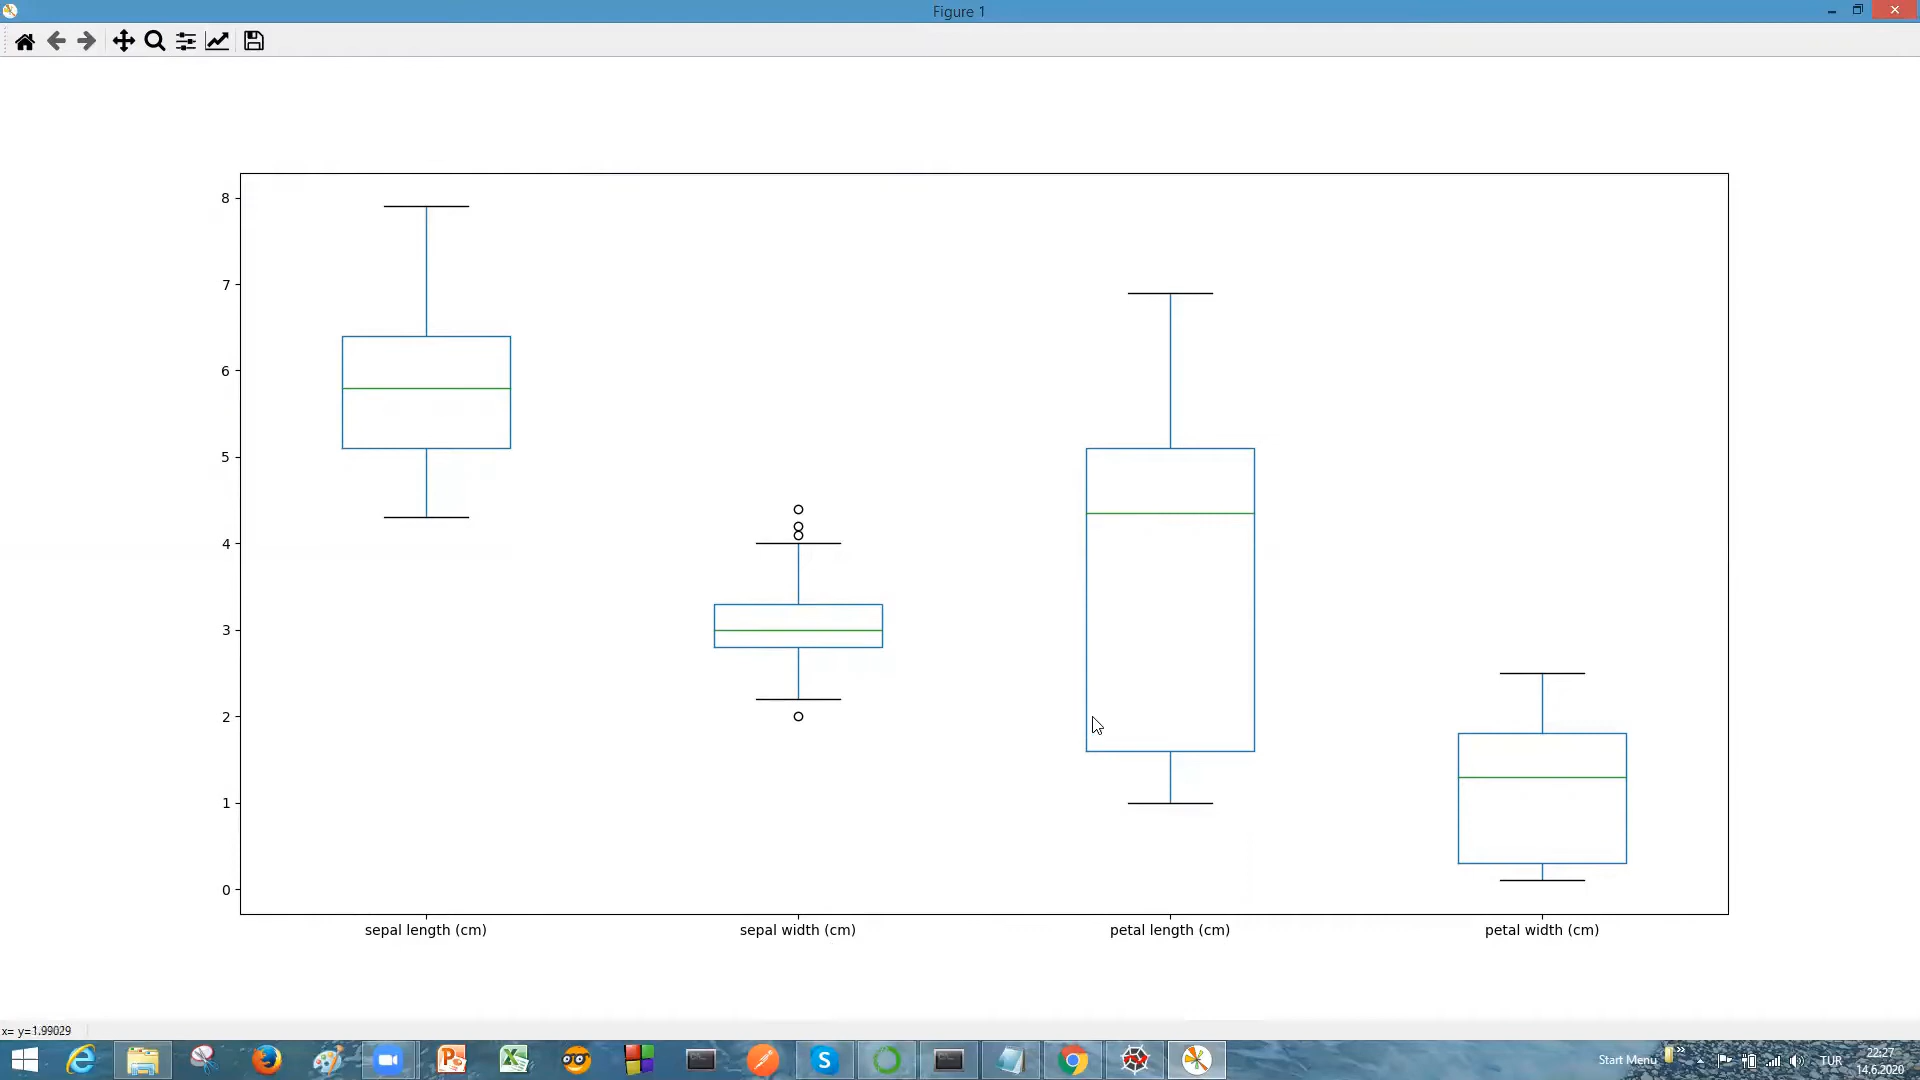 Figure 1
8
7
6
5
4
3
2
1
0
sepal length (cm)
sepal width (cm)
petal length (cm)
petal width (cm)
x= y=1.99029
Start Menu
TUR
22:27
14.6.2020